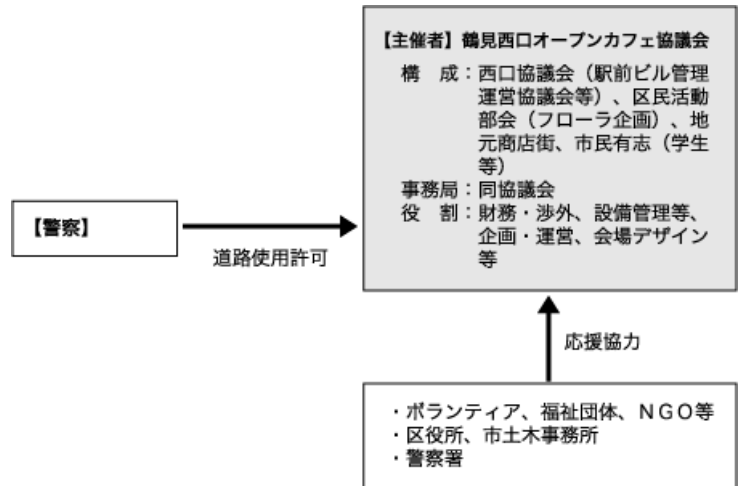 【主催者】鶴見西口オープンカフェ協議会
構　成：西口協議会（駅前ビル管理
運営協議会等）、区民活動
部会（フローラ企画）、地
元商店街、市民有志（学生
等）
事務局：同協議会
役　割：財務・渉外、設備管理等、
企画・運営、会場デザイン
等
【警察】
道路使用許可
応援協力
・ボランティア、福祉団体、ＮＧＯ等
・区役所、市土木事務所
・警察署